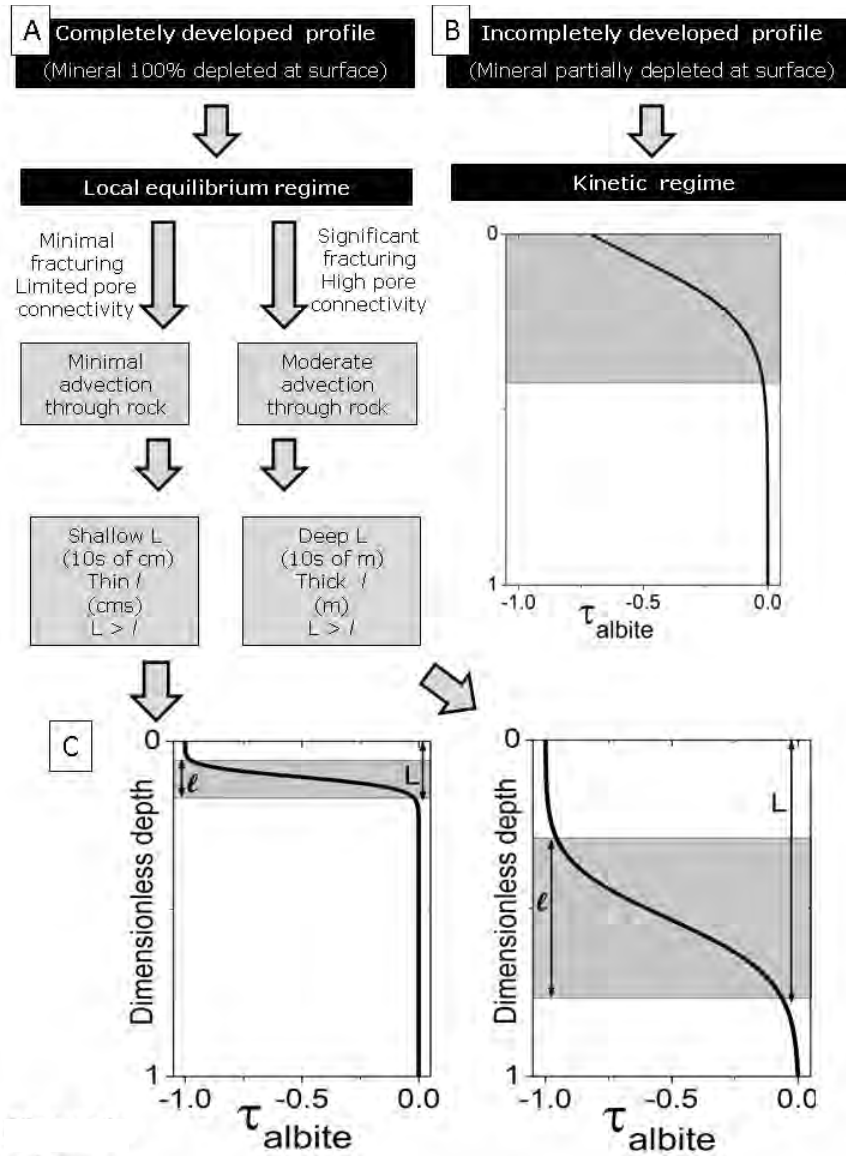 A
Completely developed profile
(Mineral 100% depleted at surface)
B
Incompletely developed profile
(Mineral partially depleted at surface)
Local equilibrium regime
Kinetic regime
Minimal
fracturing
Limited pore
connectivity
Significant
fracturing
High pore
connectivity
Minimal
advection
through rock
Moderate
advection
through rock
Shallow L
(10s of cm)
Thin l
(cms)
L > l
Deep L
(10s of m)
Thick l
(m)
L > l
0
1
-1.0
-0.5
0.0
τ albite
C
0
1
Dimensionless depth
ℓ
L
-1.0
-0.5
0.0
τ albite
0
1
Dimensionless depth
ℓ
L
-1.0
-0.5
0.0
τ albite